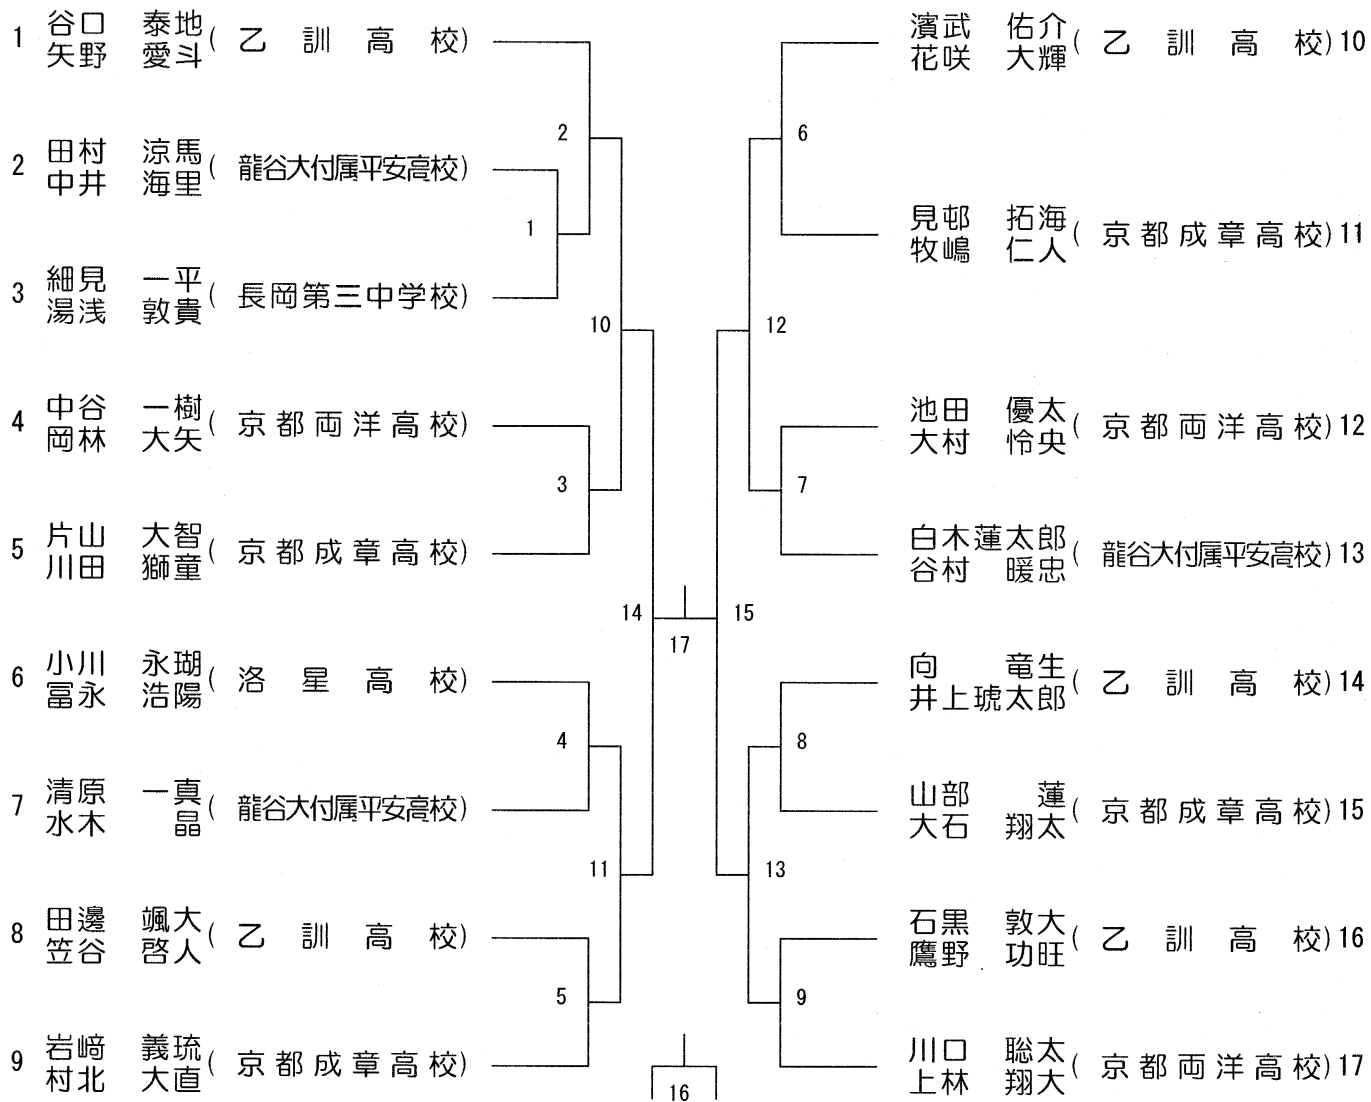 1 谷口 泰地
矢野 愛斗 ( 乙訓高校 )
2 田村 涼馬
中井 海里 ( 龍谷大付属平安高校 )
3 細見 一平
湯浅 敦貴 ( 長岡第三中学校 )
4 中谷 一樹
岡林 大矢 ( 京都両洋高校 )
5 片山 大智
川田 獅童 ( 京都成章高校 )
6 小川 永瑚
冨永 浩陽 ( 洛星高校 )
7 清原 一真
水木 晶 ( 龍谷大付属平安高校 )
8 田邊 颯大
笠谷 啓人 ( 乙訓高校 )
9 岩﨑 義琉
村北 大直 ( 京都成章高校 )
2
1
10
3
14
4
11
5
17
16
6
12
7
15
8
13
9
濱武 佑介
花咲 大輝 ( 乙訓高校 ) 10
見邨 拓海
牧嶋 仁人 ( 京都成章高校 ) 11
池田 優太
大村 怜央 ( 京都両洋高校 ) 12
白木蓮太郎
谷村 暖忠 ( 龍谷大付属平安高校 ) 13
向 竜生
井上琥太郎 ( 乙訓高校 ) 14
山部 蓮
大石 翔太 ( 京都成章高校 ) 15
石黒 敦大
鷹野 功旺 ( 乙訓高校 ) 16
川口 聡太
上林 翔大 ( 京都両洋高校 ) 17